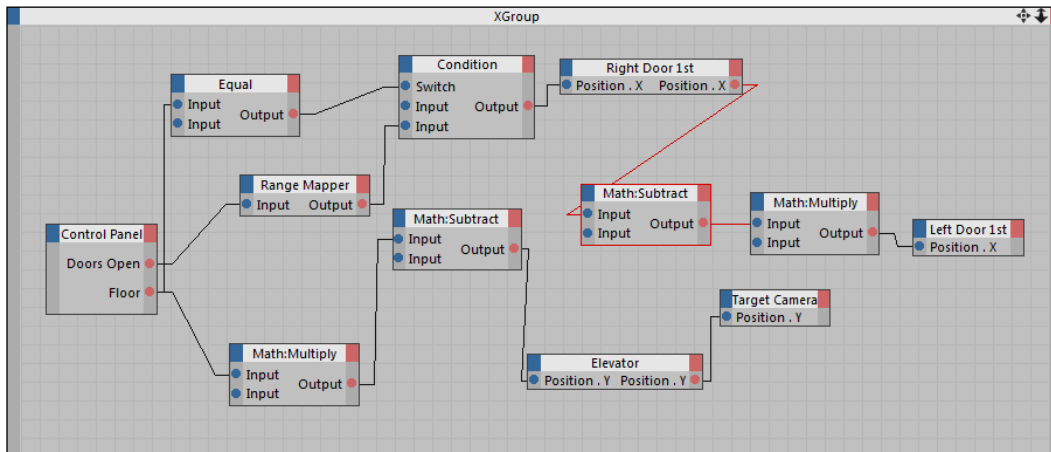 XGroup
Equal
Input
Input
Output
Condition
Switch
Input
Input
Output
Right Door 1st
Position . X Position . X
Range Mapper
Input Output
Math:Subtract
Input
Input
Output
Math:Subtract
Input
Input
Output
Math:Multiply
Input
Input
Output
Left Door 1st
Position . X
Control Panel
Doors Open
Floor
Target Camera
Position . Y
Math:Multiply
Input
Input
Output
Elevator
Position . Y Position . Y